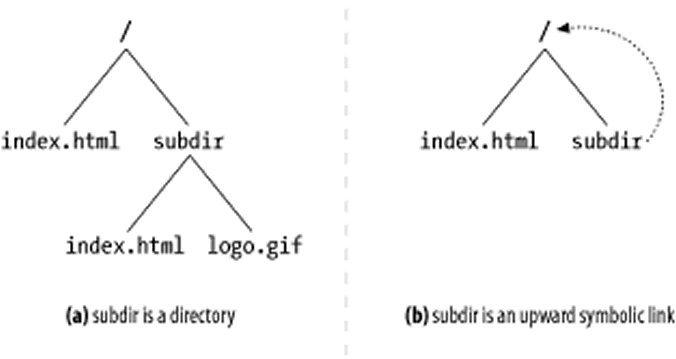 /
index.html subdir
index.html logo.gif
(a) subdir is a directory
/
index.html subdir
(b) subdir is an upward symbolic link